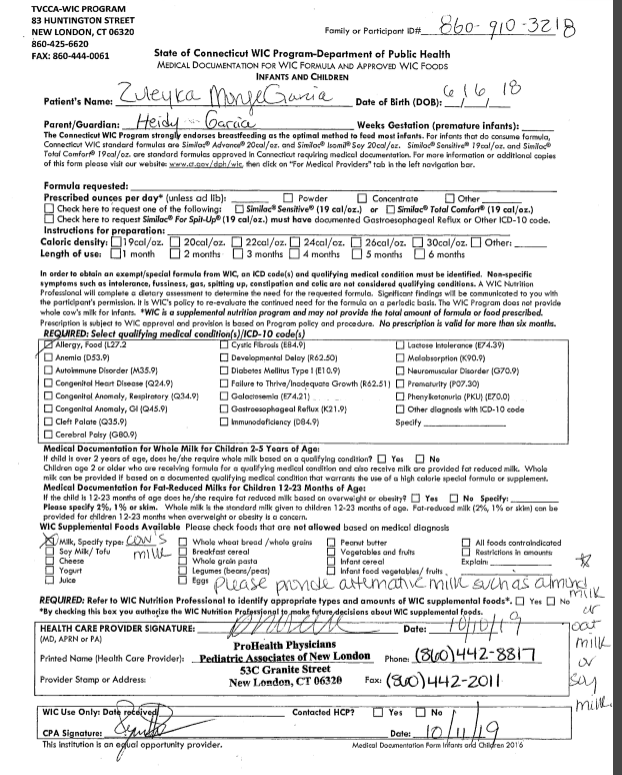 TVCCA-WIC PROGRAM
83 HUNTINGTON STREET
NEW LONDON, CT 06320
860-425-6620
FAX: 860-444-0061
Family or Participant ID# 860-910-3218
State of Connecticut WIC Program-Department of Public Health
MEDICAL DOCUMENTATION FOR WIC FORMULA AND APPROVED WIC FOODS
INFANTS AND CHILDREN
Patient's Name: Zuleyka Monge Garcia Date of Birth (DOB): 6/6/18
Parent/Guardian: Heidy Garcia Weeks Gestation (premature infants):
The Connecticut WIC Program strongly endorses breastfeeding as the optimal method to feed most infants. For infants that do consume formula,
Connecticut WIC standard formulas are Similac® Advance® 20cal/oz. and Similac® Isomil® Soy 20cal/oz. Similac® Sensitive® 19cal/oz. and Similac®
Total Comfort® 19cal/oz. are standard formulas approved in Connecticut requiring medical documentation. For more information or additional copies
of this form please visit our website: www.ct.gov/dph/wic, then click on "For Medical Providers" tab in the left navigation bar.
Formula requested:
Prescribed ounces per day* (unless ad lib): Powder Concentrate Other
Check here to request one of the following: Similac® Sensitive® (19 cal/oz.) or Similac® Total Comfort® (19 cal/oz.)
Check here to request Similac® For Spit-Up® (19 cal/oz.) must have documented Gastroesophageal Reflux or Other ICD-10 code.
Instructions for preparation:
Caloric density: 19cal/oz. 20cal/oz. 22cal/oz. 24cal/oz. 26cal/oz. 30cal/oz. Other:
Length of use: 1 month 2 months 3 months 4 months 5 months 6 months
In order to obtain an exempt/special formula from WIC, an ICD code(s) and qualifying medical condition must be identified. Non-specific
symptoms such as intolerance, fussiness, gas, spitting up, constipation and colic are not considered qualifying conditions. A WIC Nutrition
Professional will complete a dietary assessment to determine the need for the requested formula. Significant findings will be communicated to you with
the participant's permission. It is WIC's policy to re-evaluate the continued need for the formula on a periodic basis. The WIC Program does not provide
whole cow's milk for infants. *WIC is a supplemental nutrition program and may not provide the total amount of formula or food prescribed.
Prescription is subject to WIC approval and provision is based on Program policy and procedure. No prescription is valid for more than six months.
REQUIRED: Select qualifying medical condition(s)/ICD-10 code(s)
Allergy, Food (L27.2 Cystic Fibrosis (E84.9) Lactose Intolerance (E74.39)
Anemia (D53.9) Developmental Delay (R62.50) Malabsorption (K90.9)
Autoimmune Disorder (M35.9) Diabetes Mellitus Type I (E10.9) Neuromuscular Disorder (G70.9)
Congenital Heart Disease (Q24.9) Failure to Thrive/Inadequate Growth (R62.51) Prematurity (P07.30)
Congenital Anomaly, Respiratory (Q34.9) Galactosemia (E74.21) Phenylketonuria (PKU) (E70.0)
Congenital Anomaly, GI (Q45.9) Gastroesophageal Reflux (K21.9) Other diagnosis with ICD-10 code
Cleft Palate (Q35.9) Immunodeficiency (D84.9) Specify
Cerebral Palsy (G80.9)
Medical Documentation for Whole Milk for Children 2-5 Years of Age:
If child is over 2 years of age, does he/she require whole milk based on a qualifying condition? Yes No
Children age 2 or older who are receiving formula for a qualifying medical condition and also receive milk are provided fat reduced milk. Whole
milk can be provided if based on a documented qualifying medical condition that warrants the use of a high calorie special formula or supplement.
Medical Documentation for Fat-Reduced Milks for Children 12-23 Months of Age:
If the child is 12-23 months of age does he/she require fat reduced milk based on overweight or obesity? Yes No Specify:
Please specify 2%, 1% or skim. Whole milk is the standard milk given to children 12-23 months of age. Fat-reduced milk (2%, 1% or skim) can be
provided for children 12-23 months when overweight or obesity is a concern.
WIC Supplemental Foods Available Please check foods that are not allowed based on medical diagnosis
Milk, Specify type: COW'S Whole wheat bread /whole grains Peanut butter All foods contraindicated
Soy Milk/ Tofu milk Breakfast cereal Vegetables and fruits Restrictions in amounts
Cheese Whole grain pasta Infant cereal Explain:
Yogurt Legumes (beans/peas) Infant food vegetables/ fruits
Juice Eggs Please provide alternative milk such as almond
milk
REQUIRED: Refer to WIC Nutrition Professional to identify appropriate types and amounts of WIC supplemental foods*. Yes No
or
*By checking this box you authorize the WIC Nutrition Professional to make future decisions about WIC supplemental foods.
oat
milk
or
soy
milk
HEALTH CARE PROVIDER SIGNATURE: Date: 10/10/19
(MD, APRN or PA)
ProHealth Physicians
Printed Name (Health Care Provider): Pediatric Associates of New London Phone: (860)442-8817
53C Granite Street
Provider Stamp or Address: New London, CT 06320 Fax: (860)442-2011
WIC Use Only: Date received Contacted HCP? Yes No
CPA Signature: Date: 10/11/19
This institution is an equal opportunity provider. Medical Documentation Form Infants and Children 2016